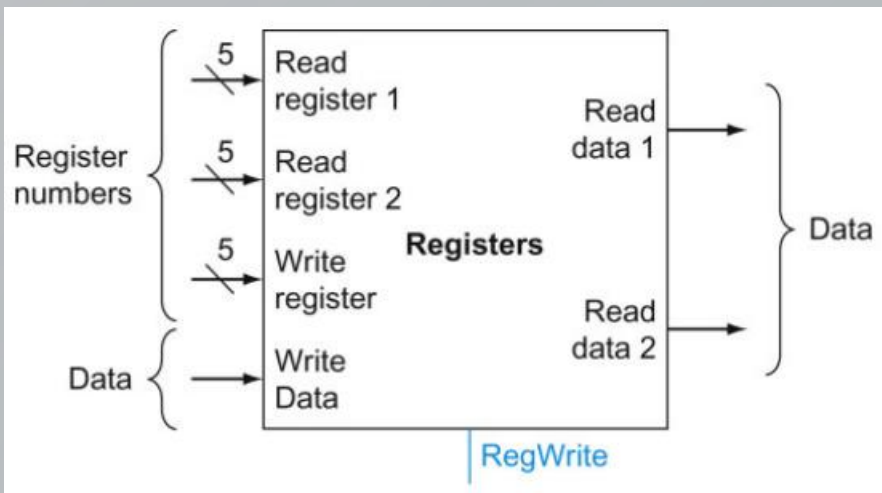 5
Read
register 1
5
Read
register 2
5
Write
register
Write
Data
Register
numbers
Data
Registers
Read
data 1
Read
data 2
Data
RegWrite